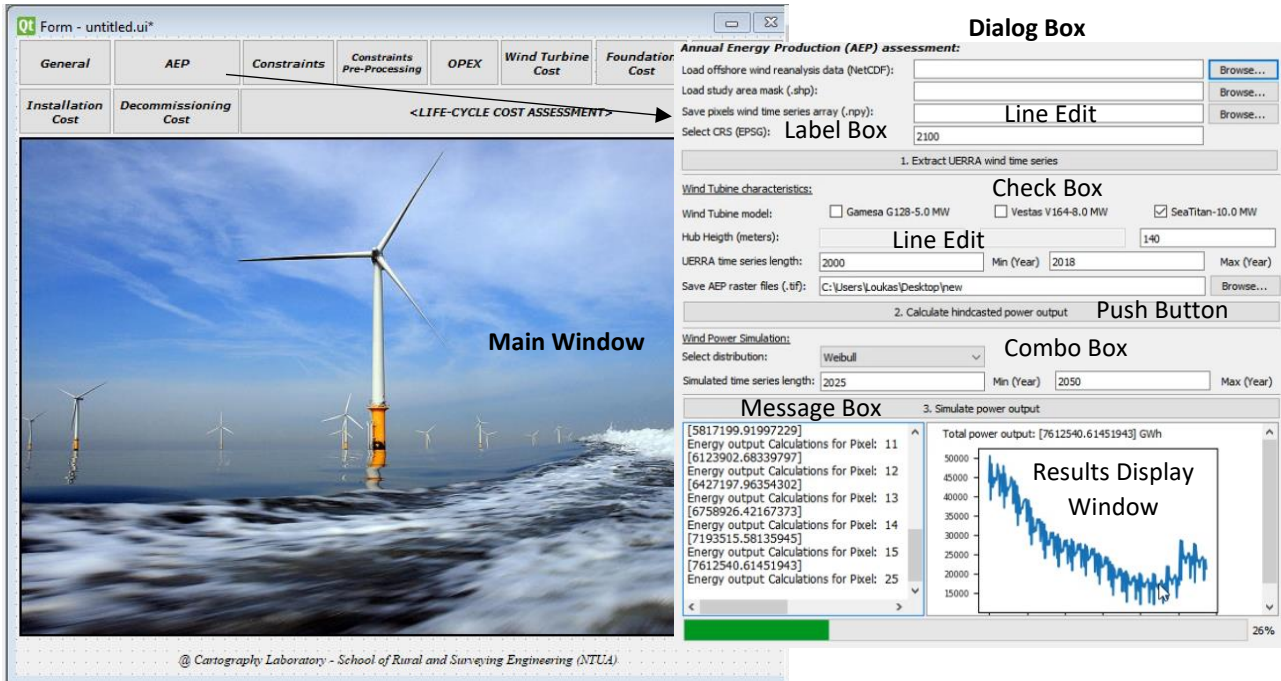 Form - untitled.ui*
General
AEP
Constraints
Constraints
Pre-Processing
OPEX
Wind Turbine
Cost
Foundation
Cost
Installation
Cost
Decommissioning
Cost
<LIFE-CYCLE COST ASSESSMENT>
Main Window
@ Cartography Laboratory - School of Rural and Surveying Engineering (NTUA)
Dialog Box
Annual Energy Production (AEP) assessment:
Load offshore wind reanalysis data (NetCDF):
Browse...
Load study area mask (.shp):
Browse...
Save pixels wind time series array (.npy):
Line Edit
Browse...
Select CRS (EPSG):
Label Box
2100
1. Extract UERRA wind time series
Wind Tubine characteristics:
Check Box
Wind Tubine model:
Gamesa G128-5.0 MW
Vestas V164-8.0 MW
SeaTitan-10.0 MW
Hub Heigth (meters):
Line Edit
140
UERRA time series length:
2000
Min (Year)
2018
Max (Year)
Save AEP raster files (.tif):
C:\Users\Loukas\Desktop\new
Browse...
2. Calculate hindcasted power output
Push Button
Wind Power Simulation:
Select distribution:
Weibull
Combo Box
Simulated time series length:
2025
Min (Year)
2050
Max (Year)
Message Box
3. Simulate power output
[5817199.91997229]
Energy output Calculations for Pixel: 11
[6123902.68339797]
Energy output Calculations for Pixel: 12
[6427197.96354302]
Energy output Calculations for Pixel: 13
[6758926.42167373]
Energy output Calculations for Pixel: 14
[7193515.58135945]
Energy output Calculations for Pixel: 15
[7612540.61451943]
Energy output Calculations for Pixel: 25
Total power output: [7612540.61451943] GWh
50000
45000
40000
35000
30000
25000
20000
15000
Results Display
Window
26%